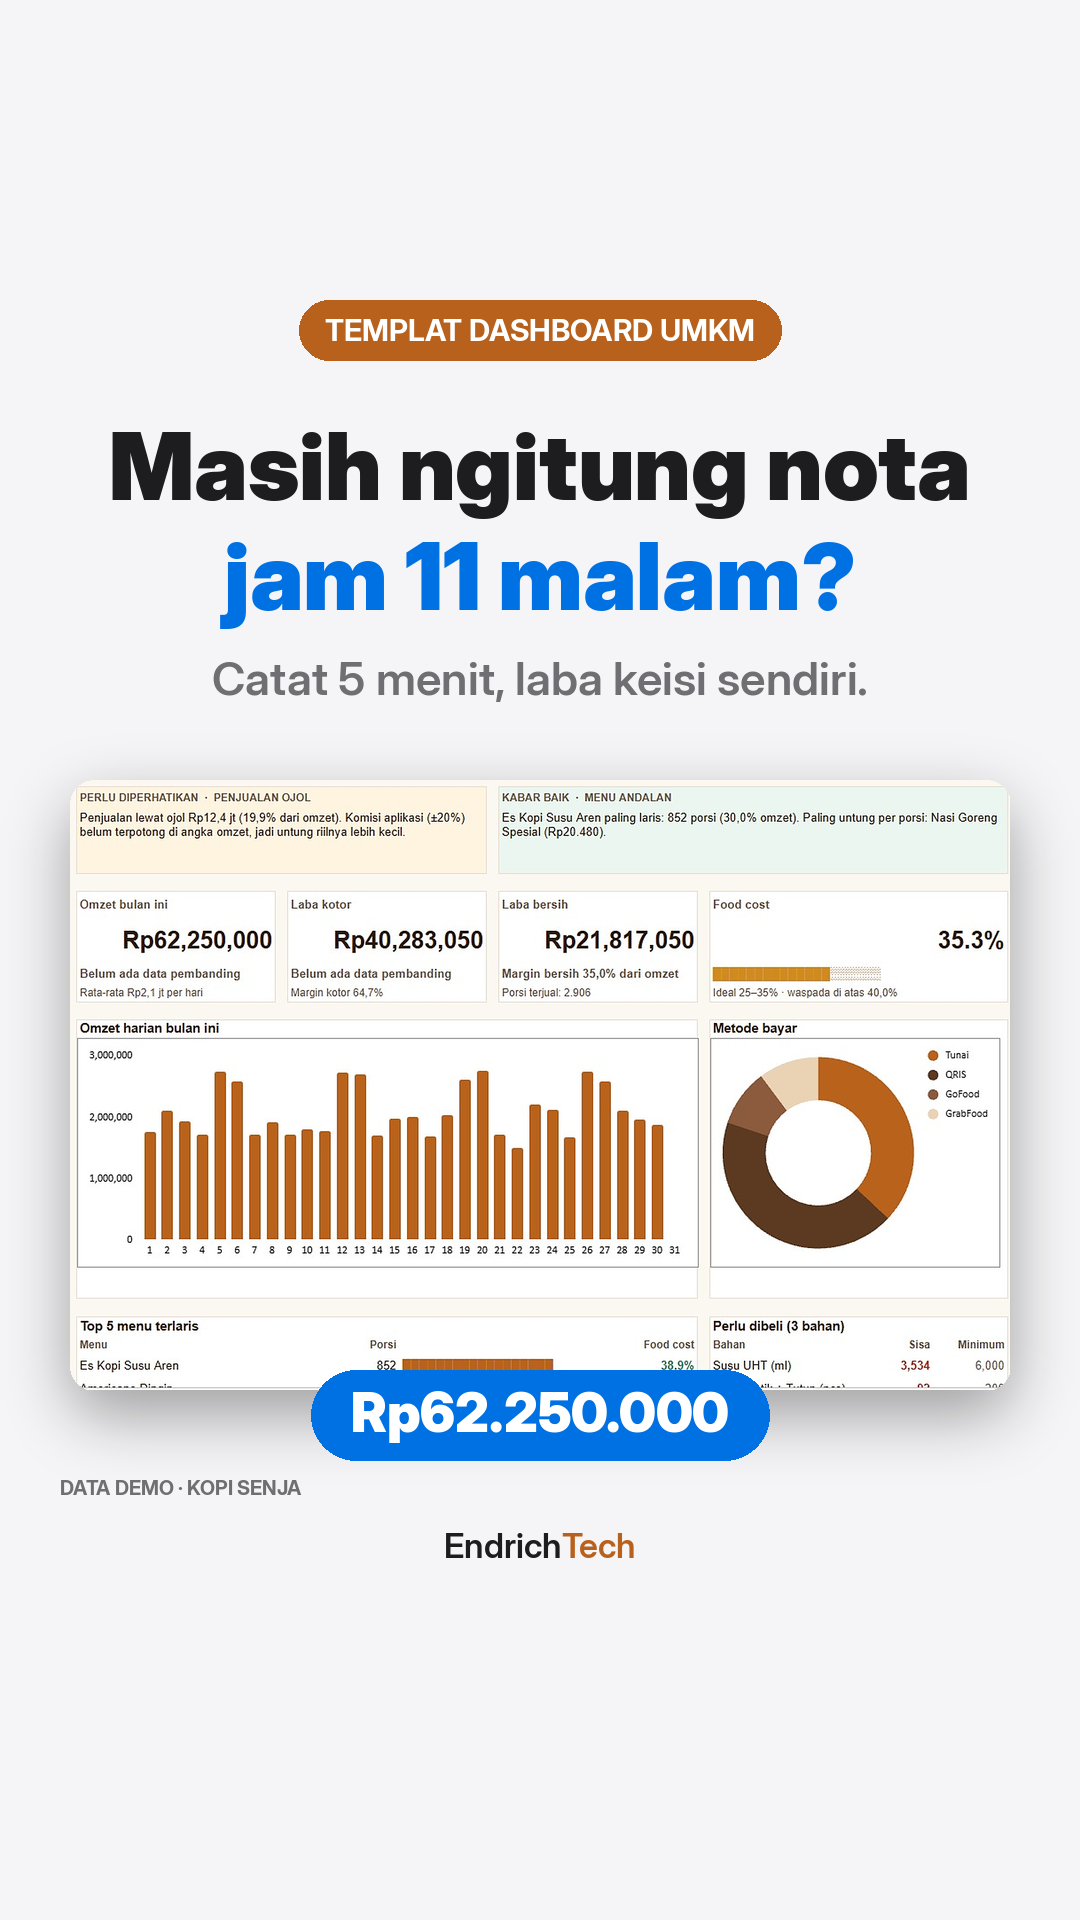 TEMPLAT DASHBOARD UMKM
Masih ngitung nota
jam 11 malam?
Catat 5 menit, laba keisi sendiri.
PERLU DIPERHATIKAN · PENJUALAN OJOL
Penjualan lewat ojol Rp12,4 jt (19,9% dari omzet). Komisi aplikasi (±20%)
belum terpotong di angka omzet, jadi untung riilnya lebih kecil.
KABAR BAIK · MENU ANDALAN
Es Kopi Susu Aren paling laris: 852 porsi (30,0% omzet). Paling untung per porsi: Nasi Goreng
Spesial (Rp20.480).
Omzet bulan ini
Rp62,250,000
Belum ada data pembanding
Rata-rata Rp2,1 jt per hari
Laba kotor
Rp40,283,050
Belum ada data pembanding
Margin kotor 64,7%
Laba bersih
Rp21,817,050
Margin bersih 35,0% dari omzet
Porsi terjual: 2.906
Food cost
35.3%
Ideal 25–35% · waspada di atas 40,0%
Omzet harian bulan ini
3,000,000
2,000,000
1,000,000
0
1 2 3 4 5 6 7 8 9 10 11 12 13 14 15 16 17 18 19 20 21 22 23 24 25 26 27 28 29 30 31
Metode bayar
Tunai
QRIS
GoFood
GrabFood
Top 5 menu terlaris
Menu Porsi Food cost
Es Kopi Susu Aren 852 38.9%
Perlu dibeli (3 bahan)
Bahan Sisa Minimum
Susu UHT (ml) 3,534 6,000
Rp62.250.000
DATA DEMO · KOPI SENJA
EndrichTech